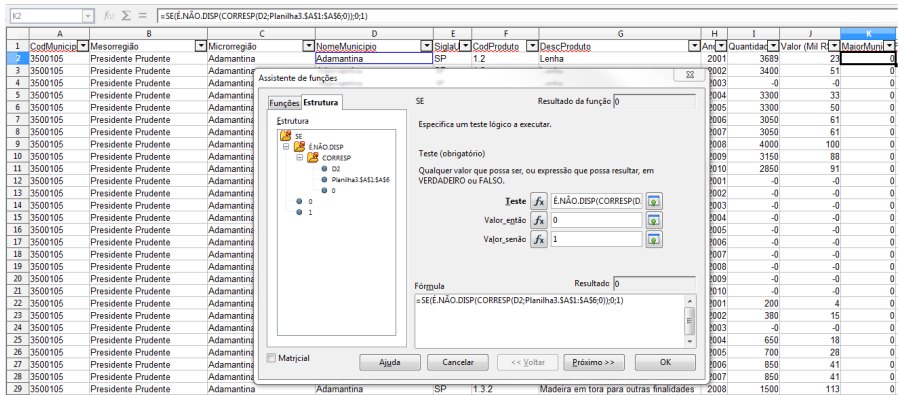 K2 fx Σ = =SE(É.NÃO.DISP(CORRESP(D2;Planilha3.$A$1:$A$6;0));0;1)
A B C D E F G H I J K
1 CodMunicip Mesorregião Microrregião NomeMunicipio SiglaU CodProduto DescProduto An Quantidad Valor (Mil R$ MaiorMuni
2 3500105 Presidente Prudente Adamantina Adamantina SP 1.2 Lenha 2001 3689 23 0
3 3500105 Presidente Prudente Adamantina 2002 3400 51 0
4 3500105 Presidente Prudente Adamantina 2003 -0 -0 0
5 3500105 Presidente Prudente Adamantina 2004 3300 33 0
6 3500105 Presidente Prudente Adamantina 2005 3300 50 0
7 3500105 Presidente Prudente Adamantina 2006 3050 61 0
8 3500105 Presidente Prudente Adamantina 2007 3050 61 0
9 3500105 Presidente Prudente Adamantina 2008 4000 100 0
10 3500105 Presidente Prudente Adamantina 2009 3150 88 0
11 3500105 Presidente Prudente Adamantina 2010 2850 91 0
12 3500105 Presidente Prudente Adamantina 2001 -0 -0 0
13 3500105 Presidente Prudente Adamantina 2002 -0 -0 0
14 3500105 Presidente Prudente Adamantina 2003 -0 -0 0
15 3500105 Presidente Prudente Adamantina 2004 -0 -0 0
16 3500105 Presidente Prudente Adamantina 2005 -0 -0 0
17 3500105 Presidente Prudente Adamantina 2006 -0 -0 0
18 3500105 Presidente Prudente Adamantina 2007 -0 -0 0
19 3500105 Presidente Prudente Adamantina 2008 -0 -0 0
20 3500105 Presidente Prudente Adamantina 2009 -0 -0 0
21 3500105 Presidente Prudente Adamantina 2010 -0 -0 0
22 3500105 Presidente Prudente Adamantina 2001 200 4 0
23 3500105 Presidente Prudente Adamantina 2002 380 15 0
24 3500105 Presidente Prudente Adamantina 2003 -0 -0 0
25 3500105 Presidente Prudente Adamantina 2004 650 18 0
26 3500105 Presidente Prudente Adamantina 2005 700 28 0
27 3500105 Presidente Prudente Adamantina 2006 850 41 0
28 3500105 Presidente Prudente Adamantina 2007 850 41 0
29 3500105 Presidente Prudente Adamantina Adamantina SP 1.3.2 Madeira em tora para outras finalidades 2008 1500 113 0
Assistente de funções
Funções Estrutura
Estrutura
SE
É.NÃO.DISP
CORRESP
D2
Planilha3.$A$1:$A$6
0
0
1
Matricial
SE Resultado da função 0
Especifica um teste lógico a executar.
Teste (obrigatório)
Qualquer valor que possa ser, ou expressão que possa resultar, em
VERDADEIRO ou FALSO.
Teste fx É.NÃO.DISP(CORRESP(D.
Valor_então fx 0
Valor_senão fx 1
Fórmula Resultado 0
=SE(É.NÃO.DISP(CORRESP(D2;Planilha3.$A$1:$A$6;0));0;1)
Ajuda Cancelar << Voltar Próximo >> OK